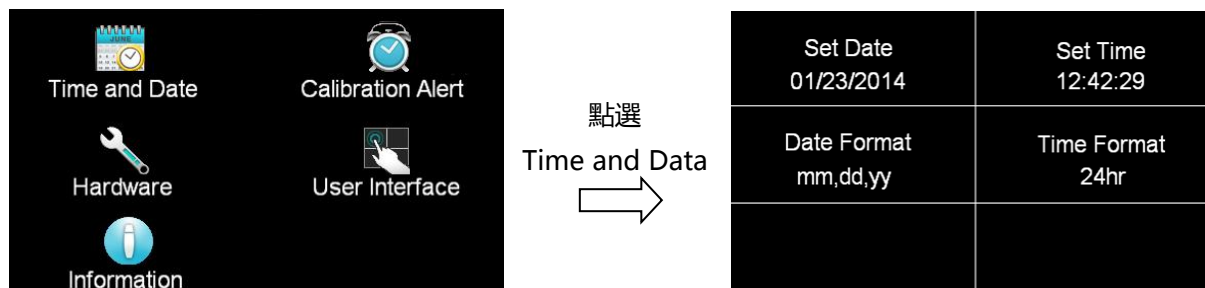 JUNE
Time and Date
Calibration Alert
Hardware
User Interface
Information
點選
Time and Data
Set Date
01/23/2014
Set Time
12:42:29
Date Format
mm,dd,yy
Time Format
24hr